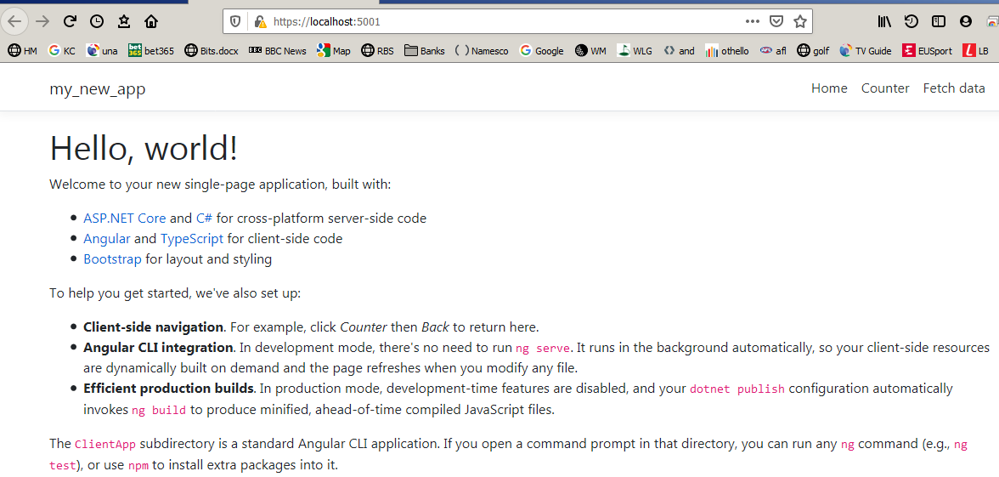 https://localhost:5001
HM KC una bet365 Bits.docx BBC BBC News Map RBS Banks Namesco Google WM WLG and othello afl golf TV Guide E EUSport L LB
my_new_app Home Counter Fetch data
Hello, world!
Welcome to your new single-page application, built with:
ASP.NET Core and C# for cross-platform server-side code
Angular and TypeScript for client-side code
Bootstrap for layout and styling
To help you get started, we've also set up:
Client-side navigation. For example, click Counter then Back to return here.
Angular CLI integration. In development mode, there's no need to run ng serve. It runs in the background automatically, so your client-side resources
are dynamically built on demand and the page refreshes when you modify any file.
Efficient production builds. In production mode, development-time features are disabled, and your dotnet publish configuration automatically
invokes ng build to produce minified, ahead-of-time compiled JavaScript files.
The ClientApp subdirectory is a standard Angular CLI application. If you open a command prompt in that directory, you can run any ng command (e.g., ng
test), or use npm to install extra packages into it.